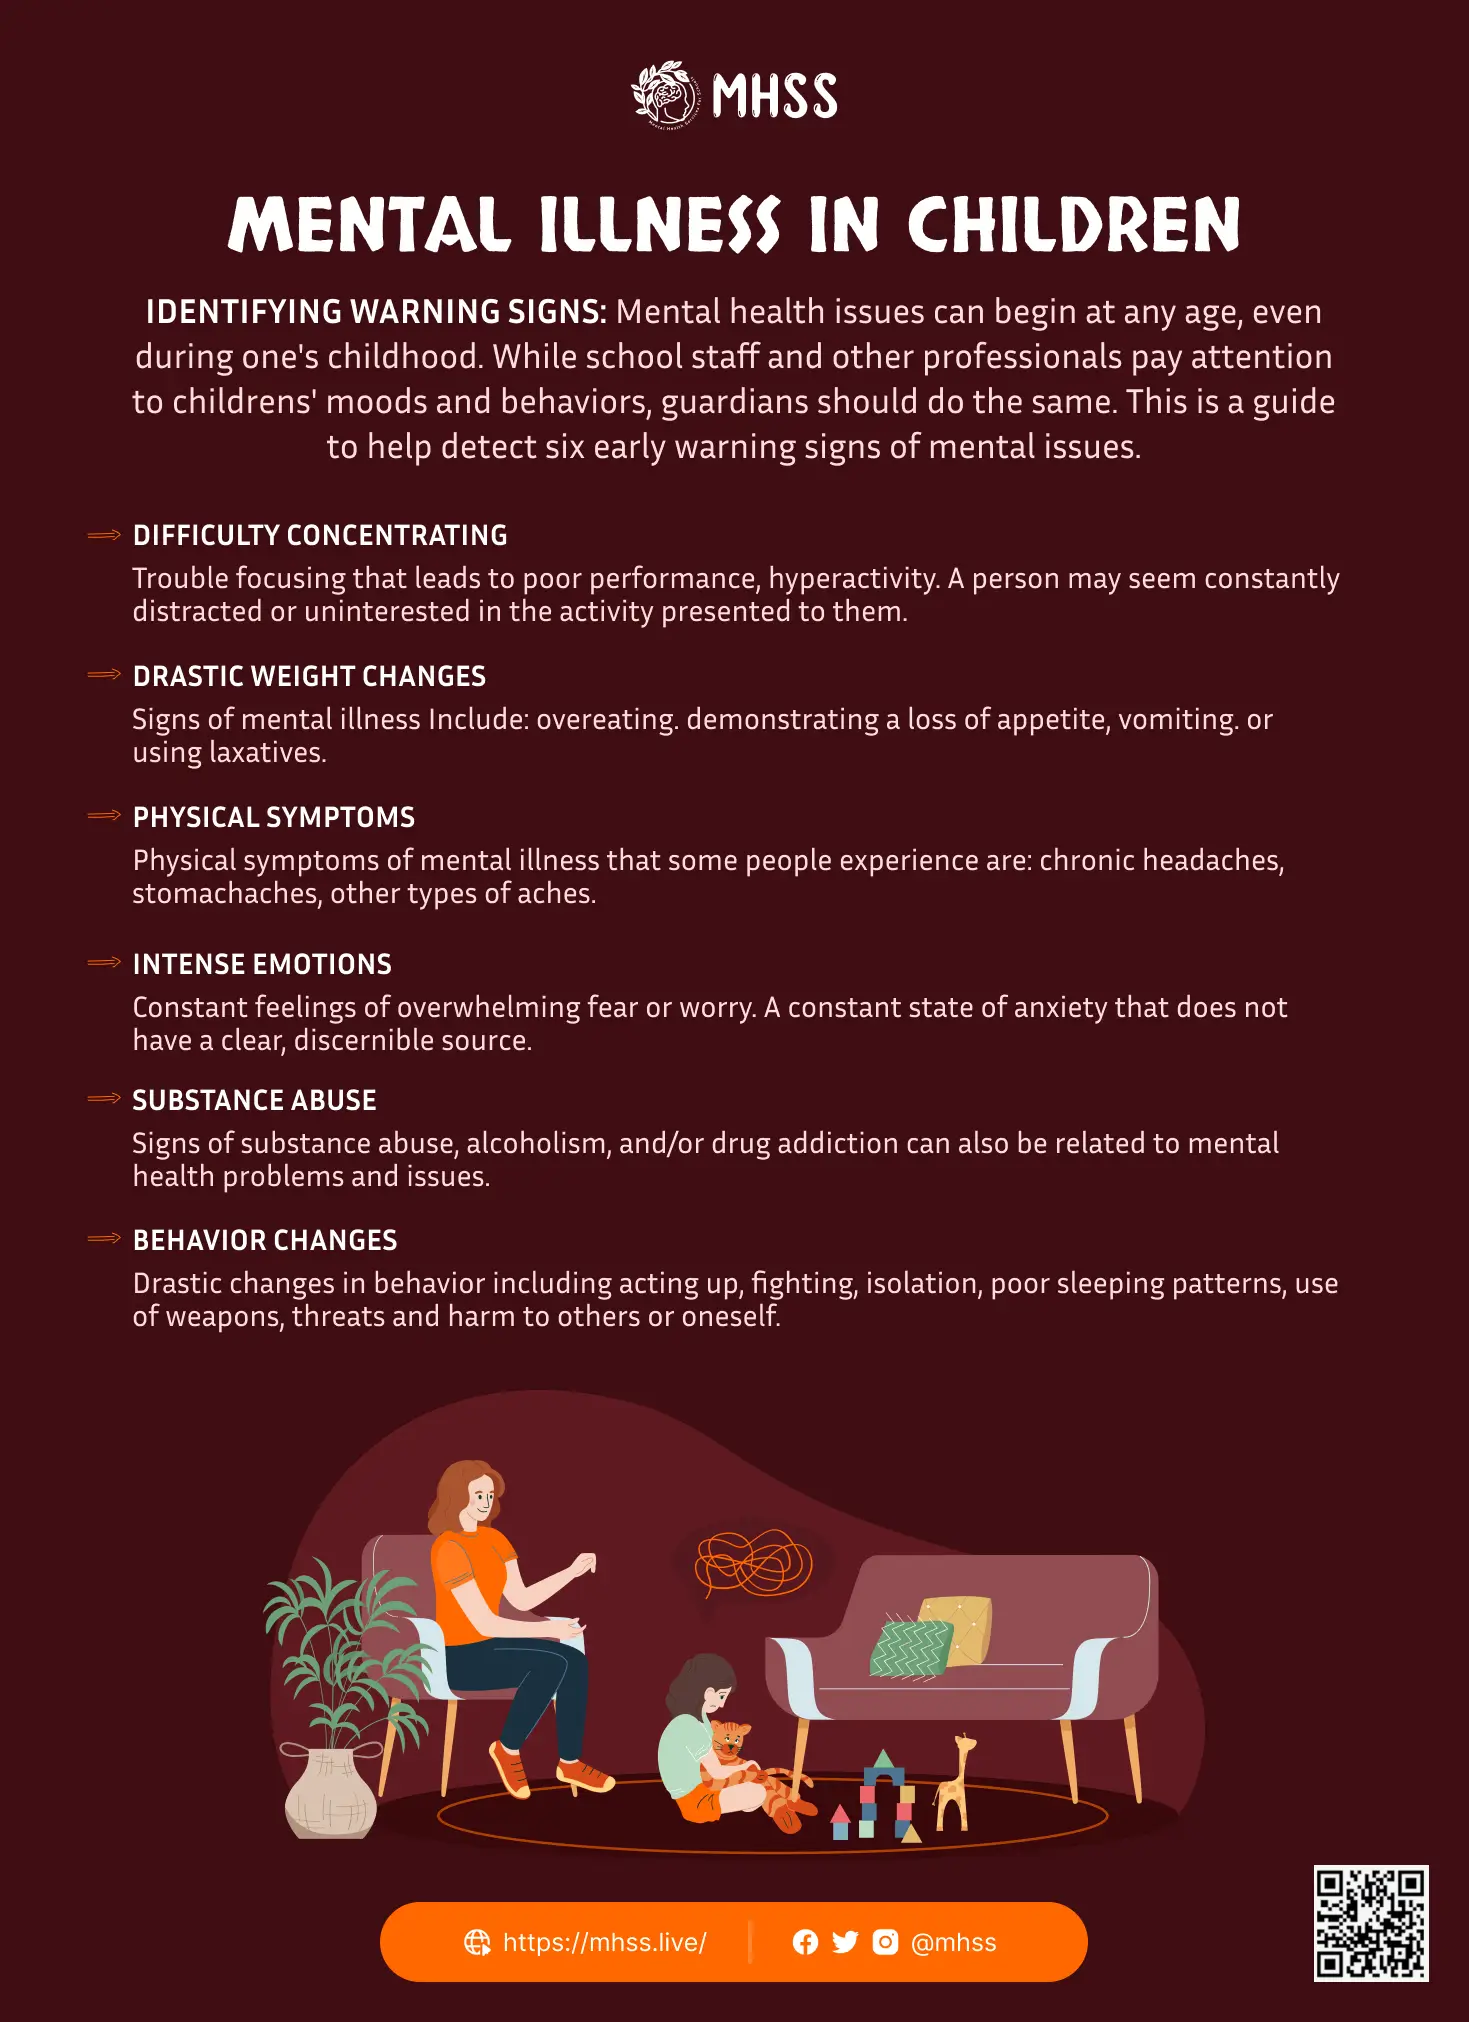 MHSS
MENTAL ILLNESS IN CHILDREN
IDENTIFYING WARNING SIGNS: Mental health issues can begin at any age, even
during one's childhood. While school staff and other professionals pay attention
to childrens' moods and behaviors, guardians should do the same. This is a guide
to help detect six early warning signs of mental issues.
DIFFICULTY CONCENTRATING
Trouble focusing that leads to poor performance, hyperactivity. A person may seem constantly
distracted or uninterested in the activity presented to them.
DRASTIC WEIGHT CHANGES
Signs of mental illness Include: overeating. demonstrating a loss of appetite, vomiting. or
using laxatives.
PHYSICAL SYMPTOMS
Physical symptoms of mental illness that some people experience are: chronic headaches,
stomachaches, other types of aches.
INTENSE EMOTIONS
Constant feelings of overwhelming fear or worry. A constant state of anxiety that does not
have a clear, discernible source.
SUBSTANCE ABUSE
Signs of substance abuse, alcoholism, and/or drug addiction can also be related to mental
health problems and issues.
BEHAVIOR CHANGES
Drastic changes in behavior including acting up, fighting, isolation, poor sleeping patterns, use
of weapons, threats and harm to others or oneself.
https://mhss.live/
@mhss